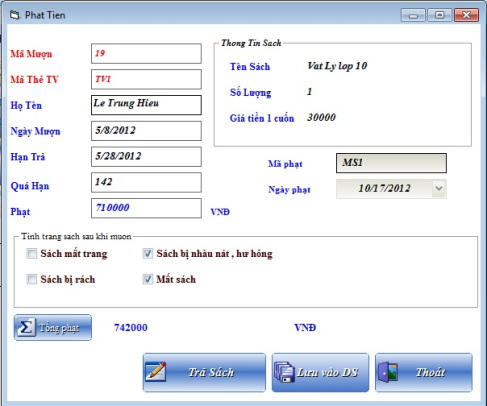 Phat Tien
Mã Mượn 19
Mã Thẻ TV TV1
Họ Tên Le Trung Hieu
Ngày Mượn 5/8/2012
Hạn Trả 5/28/2012
Quá Hạn 142
Phạt 710000 VNĐ
Thong Tin Sach
Tên Sách Vat Ly lop 10
Số Lượng 1
Giá tiền 1 cuốn 30000
Mã phạt MS1
Ngày phạt 10/17/2012
Tinh trang sach sau khi muon
Sách mất trang Sách bị nhàu nát , hư hỏng
Sách bị rách Mất sách
Tổng phạt 742000 VNĐ
Trả Sách Lưu vào DS Thoát